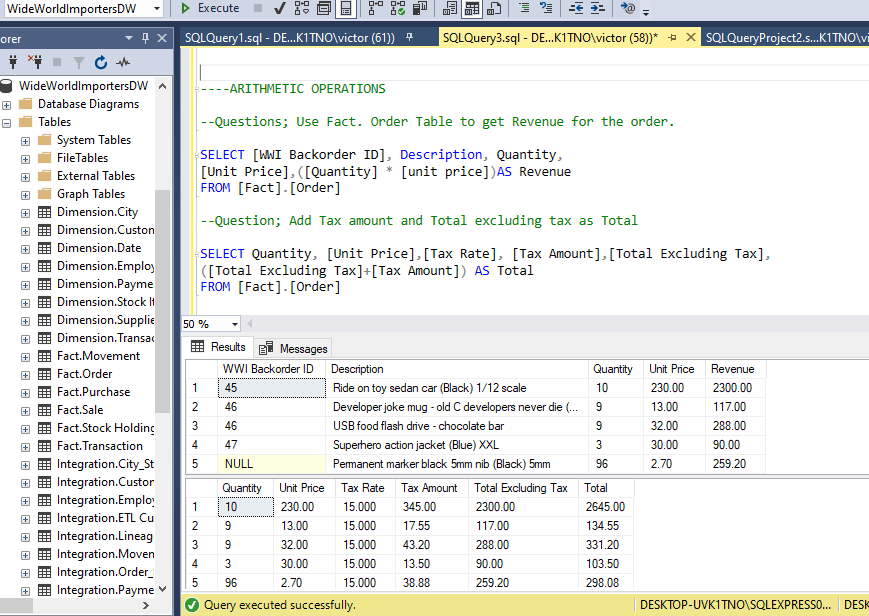 WideWorldImportersDW
Execute
orer
SQLQuery1.sql - DE...K1TNO\victor (61))
SQLQuery3.sql - DE...K1TNO\victor (58))*
SQLQueryProject2.s...K1TNO\vi
WideWorldImportersDW
Database Diagrams
Tables
System Tables
FileTables
External Tables
Graph Tables
Dimension.City
Dimension.Custon
Dimension.Date
Dimension.Employ
Dimension.Payme
Dimension.Stock It
Dimension.Supplie
Dimension.Transac
Fact.Movement
Fact.Order
Fact.Purchase
Fact.Sale
Fact.Stock Holding
Fact.Transaction
Integration.City_St
Integration.Custor
Integration.Employ
Integration.ETL Cu
Integration.Lineag
Integration.Movem
Integration.Order_
Integration.Payme
----ARITHMETIC OPERATIONS
--Questions; Use Fact. Order Table to get Revenue for the order.
SELECT [WWI Backorder ID], Description, Quantity,
[Unit Price],([Quantity] * [unit price])AS Revenue
FROM [Fact].[Order]
--Question; Add Tax amount and Total excluding tax as Total
SELECT Quantity, [Unit Price],[Tax Rate], [Tax Amount],[Total Excluding Tax],
([Total Excluding Tax]+[Tax Amount]) AS Total
FROM [Fact].[Order]
50 %
Results Messages
WWI Backorder ID Description Quantity Unit Price Revenue
1 45 Ride on toy sedan car (Black) 1/12 scale 10 230.00 2300.00
2 46 Developer joke mug - old C developers never die (... 9 13.00 117.00
3 46 USB food flash drive - chocolate bar 9 32.00 288.00
4 47 Superhero action jacket (Blue) XXL 3 30.00 90.00
5 NULL Permanent marker black 5mm nib (Black) 5mm 96 2.70 259.20
Quantity Unit Price Tax Rate Tax Amount Total Excluding Tax Total
1 10 230.00 15.000 345.00 2300.00 2645.00
2 9 13.00 15.000 17.55 117.00 134.55
3 9 32.00 15.000 43.20 288.00 331.20
4 3 30.00 15.000 13.50 90.00 103.50
5 96 2.70 15.000 38.88 259.20 298.08
Query executed successfully.
DESKTOP-UVK1TNO\SQLEXPRESS0...
DESK